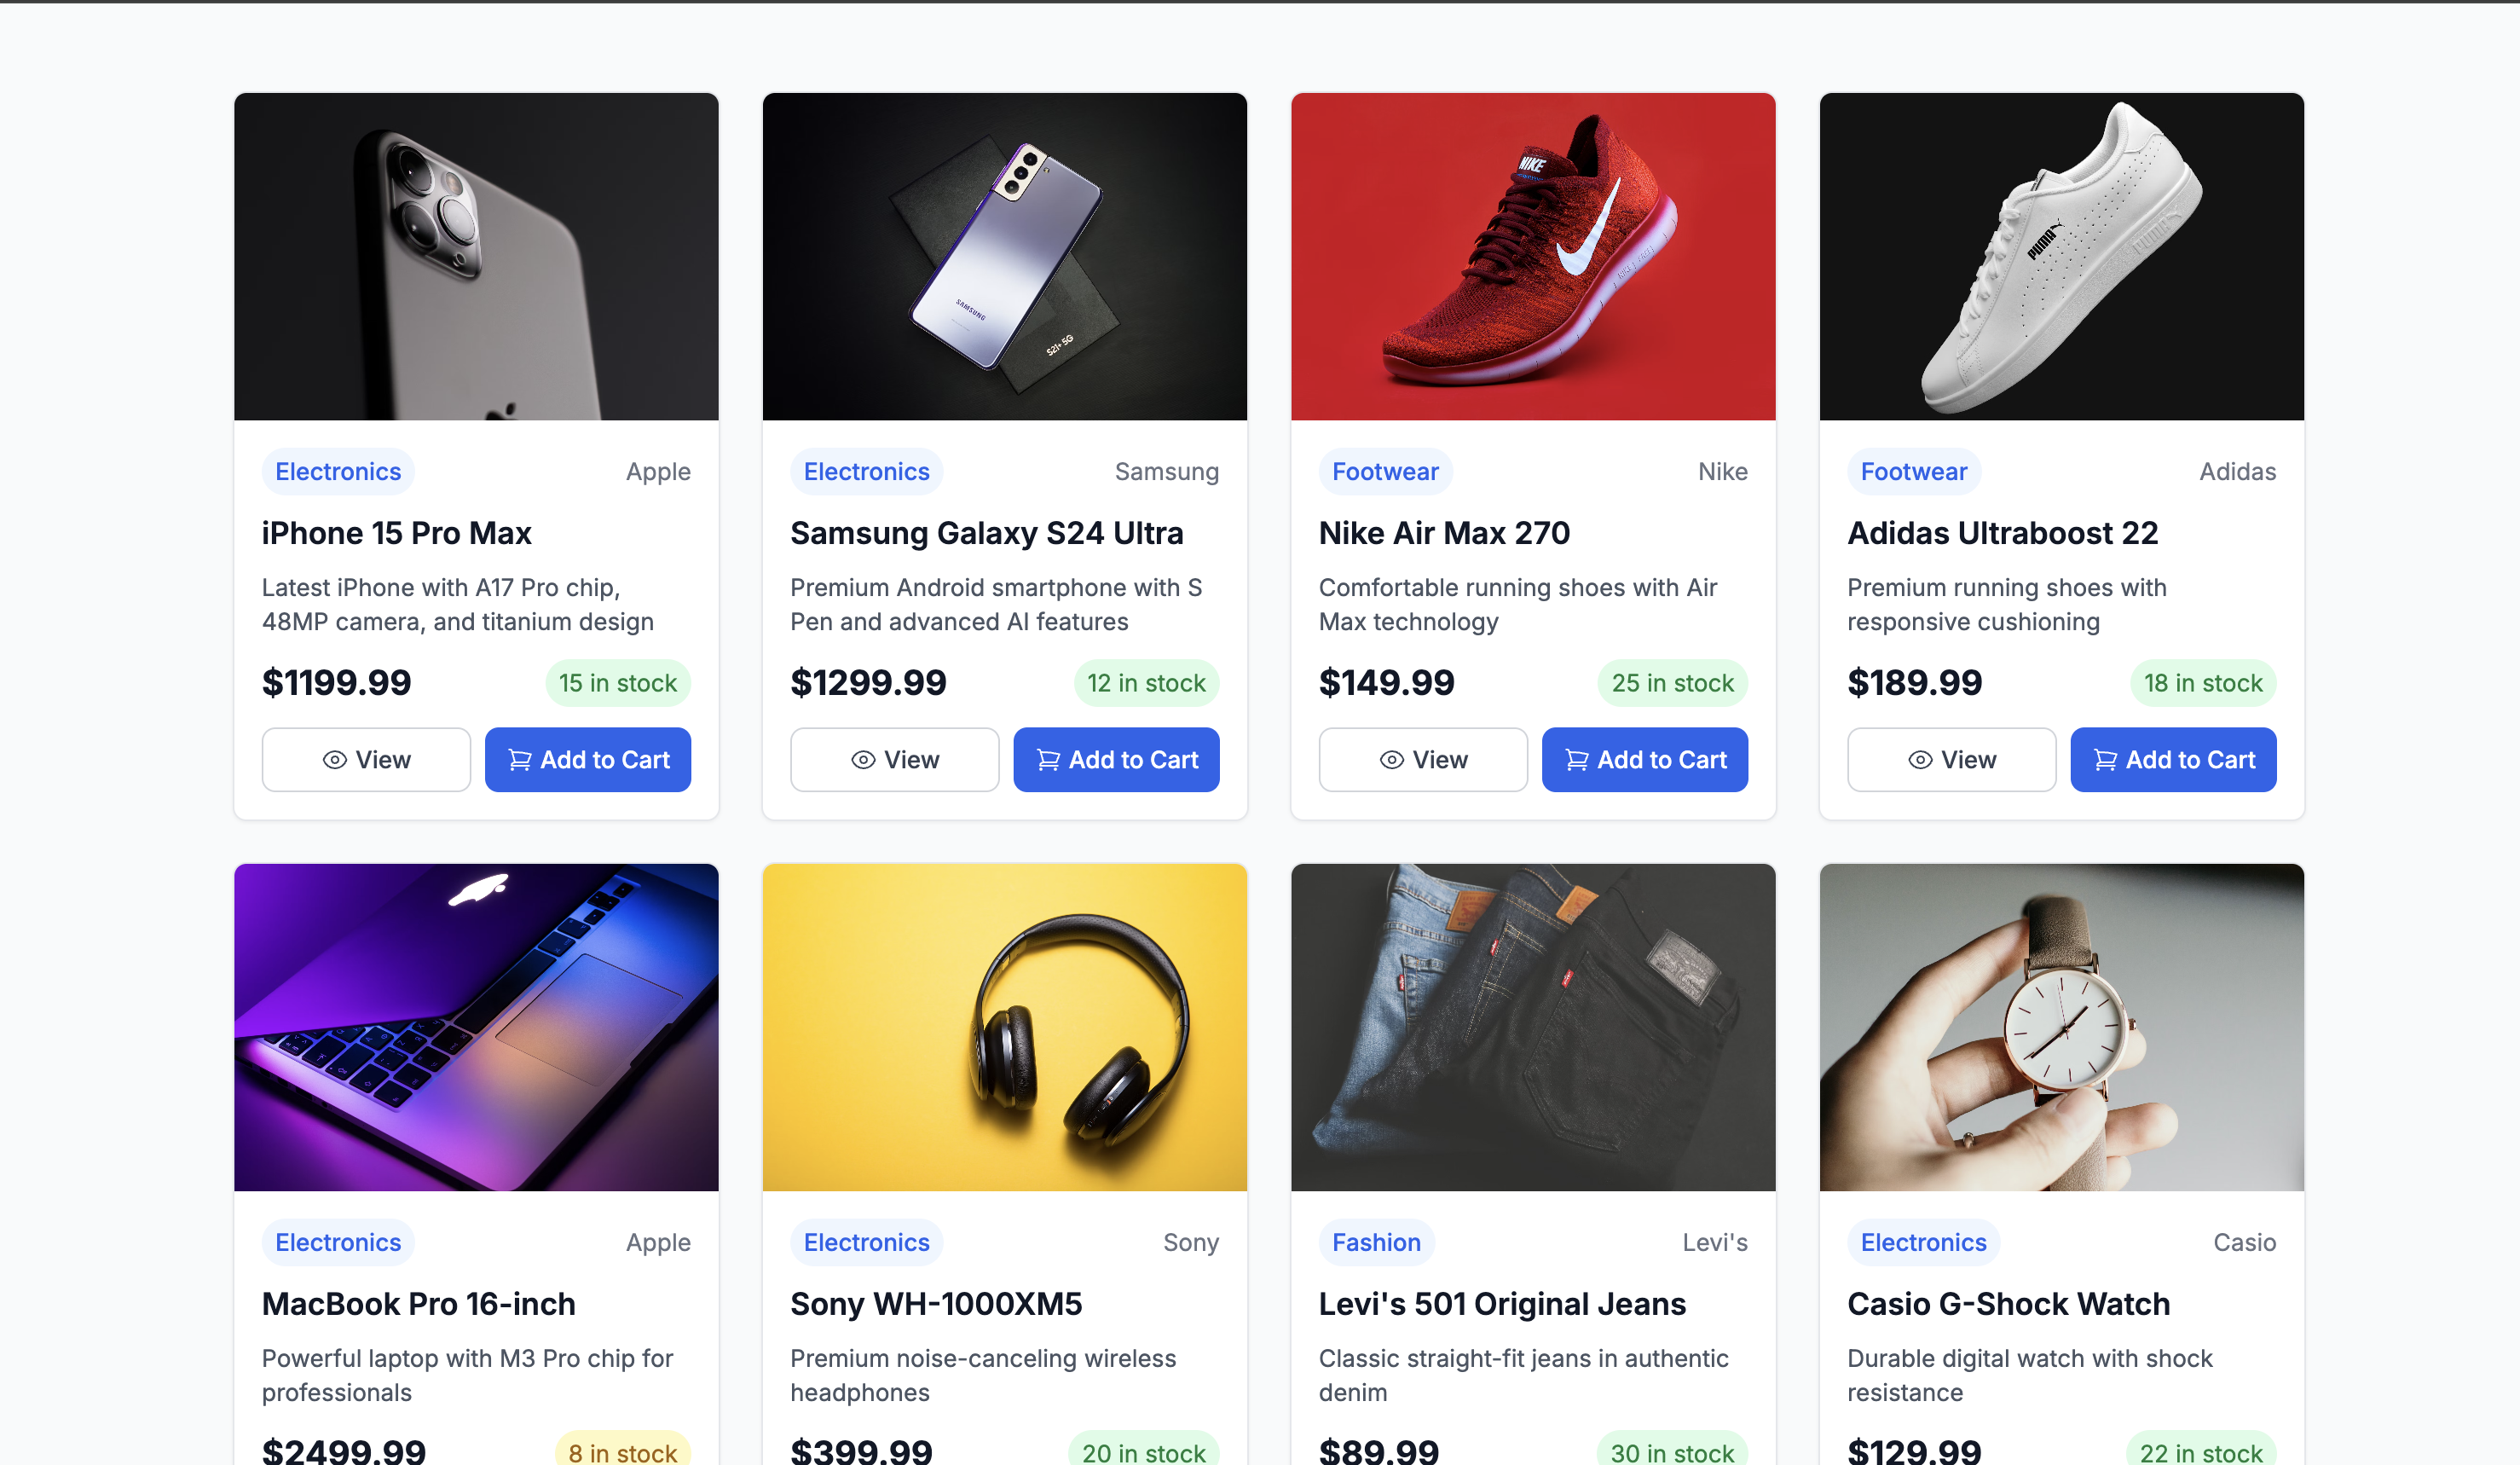 SAMSUNG
S21+ 5G
NIKE
PUMA
Electronics Apple
iPhone 15 Pro Max
Latest iPhone with A17 Pro chip,
48MP camera, and titanium design
$1199.99 15 in stock
View Add to Cart
Electronics Samsung
Samsung Galaxy S24 Ultra
Premium Android smartphone with S
Pen and advanced AI features
$1299.99 12 in stock
View Add to Cart
Footwear Nike
Nike Air Max 270
Comfortable running shoes with Air
Max technology
$149.99 25 in stock
View Add to Cart
Footwear Adidas
Adidas Ultraboost 22
Premium running shoes with
responsive cushioning
$189.99 18 in stock
View Add to Cart
Electronics Apple
MacBook Pro 16-inch
Powerful laptop with M3 Pro chip for
professionals
$2499.99 8 in stock
Electronics Sony
Sony WH-1000XM5
Premium noise-canceling wireless
headphones
$399.99 20 in stock
Fashion Levi's
Levi's 501 Original Jeans
Classic straight-fit jeans in authentic
denim
$89.99 30 in stock
Electronics Casio
Casio G-Shock Watch
Durable digital watch with shock
resistance
$129.99 22 in stock